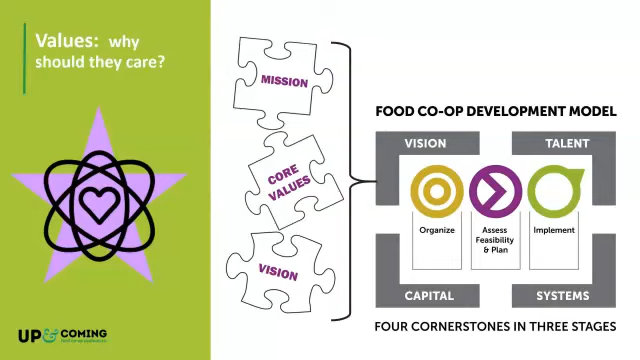 Values: why
should they care?
MISSION
CORE
VALUES
VISION
FOOD CO-OP DEVELOPMENT MODEL
VISION
TALENT
Organize
Assess
Feasibility
& Plan
Implement
CAPITAL
SYSTEMS
FOUR CORNERSTONES IN THREE STAGES
UP & COMING